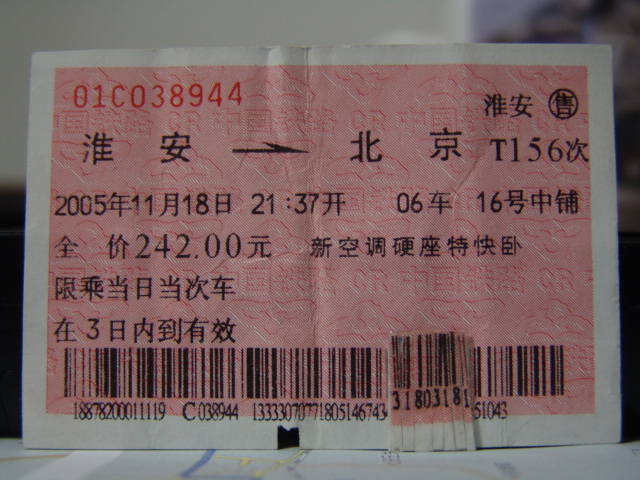 01C038944
淮安 售
淮安 北京 T156次
2005年11月18日 21:37开 06车 16号中铺
全价242.00元 新空调硬座特快卧
限乘当日当次车
在3日内到有效
31803181
18878200011119 C038944 13333070771805146743 51043